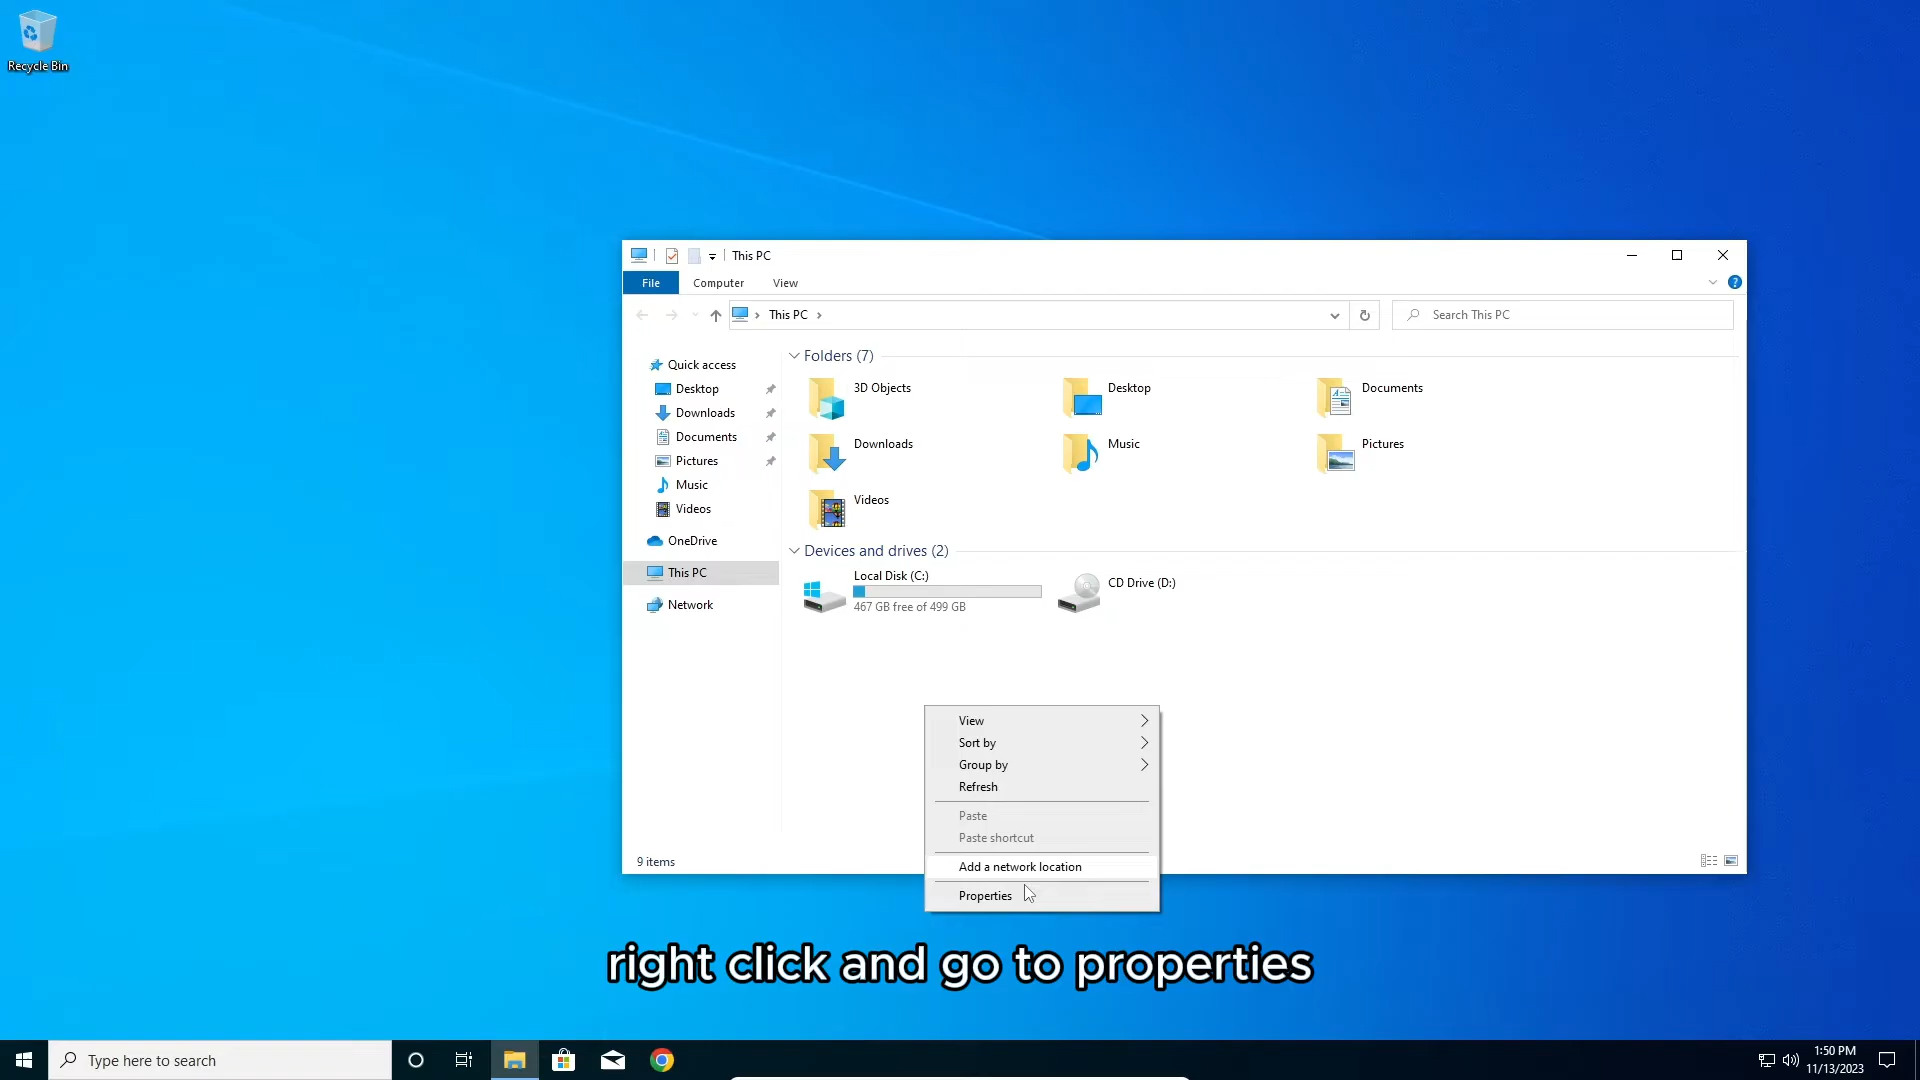 Recycle Bin
This PC
File
Computer
View
This PC
Search This PC
Quick access
Desktop
Downloads
Documents
Pictures
Music
Videos
OneDrive
This PC
Network
Folders (7)
3D Objects
Desktop
Documents
Downloads
Music
Pictures
Videos
Devices and drives (2)
Local Disk (C:)
467 GB free of 499 GB
CD Drive (D:)
View
Sort by
Group by
Refresh
Paste
Paste shortcut
Add a network location
Properties
9 items
right click and go to properties
Type here to search
1:50 PM
11/13/2023